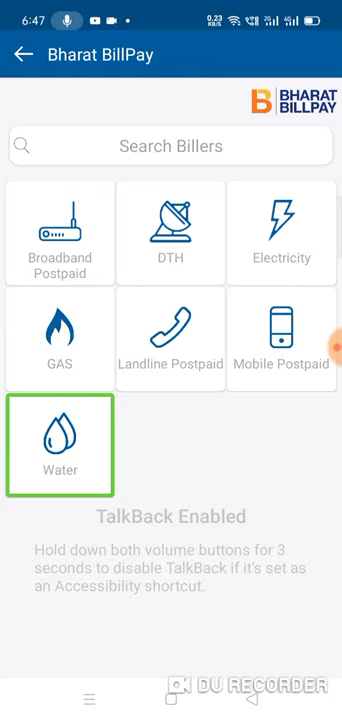 6:47
0.23
KB/S
2G
4G
Bharat BillPay
BHARAT
BILLPAY
Search Billers
Broadband
Postpaid
DTH
Electricity
GAS
Landline Postpaid
Mobile Postpaid
Water
TalkBack Enabled
Hold down both volume buttons for 3
seconds to disable TalkBack if it's set as
an Accessibility shortcut.
DU RECORDER